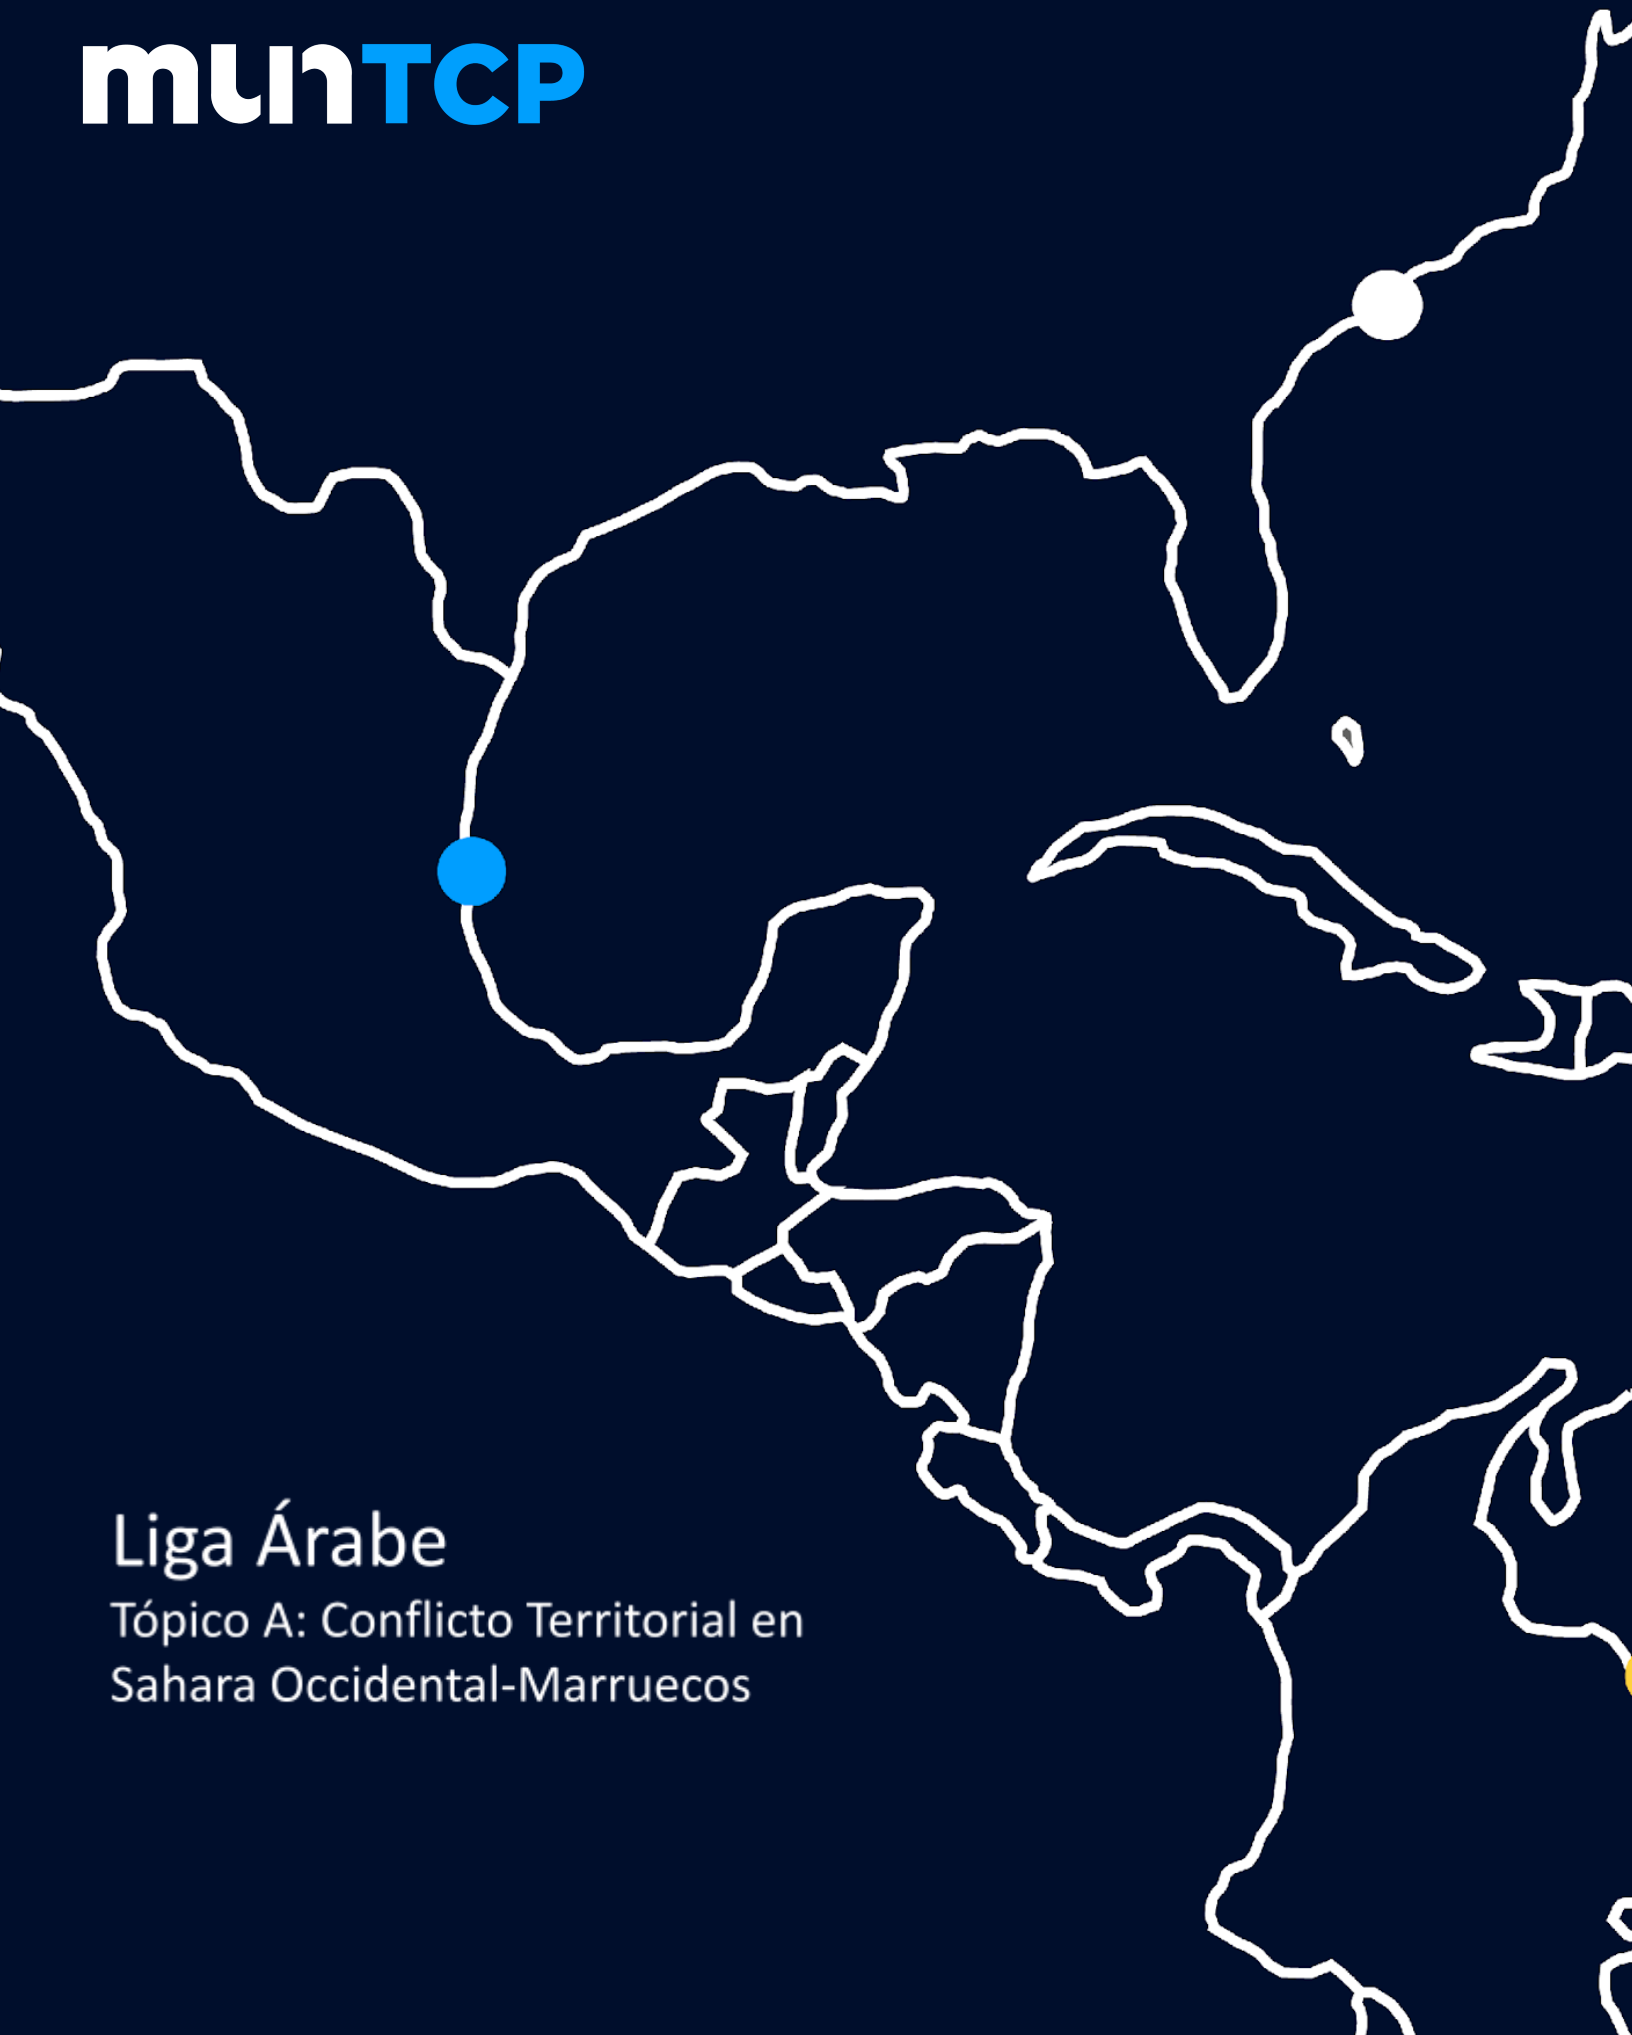 munTCP
Liga Árabe
Tópico A: Conflicto Territorial en
Sahara Occidental-Marruecos